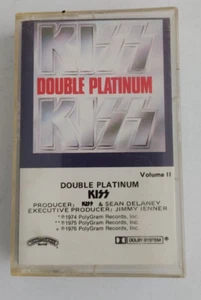 KISS
DOUBLE PLATINUM
KISS
Volume II
DOUBLE PLATINUM
KISS
PRODUCER: KISS & SEAN DELANEY
EXECUTIVE PRODUCER: JIMMY IENNER
*℗1974 PolyGram Records, Inc.
**℗1975 PolyGram Records, Inc.
+ ℗1976 PolyGram Records, Inc.
DOLBY SYSTEM